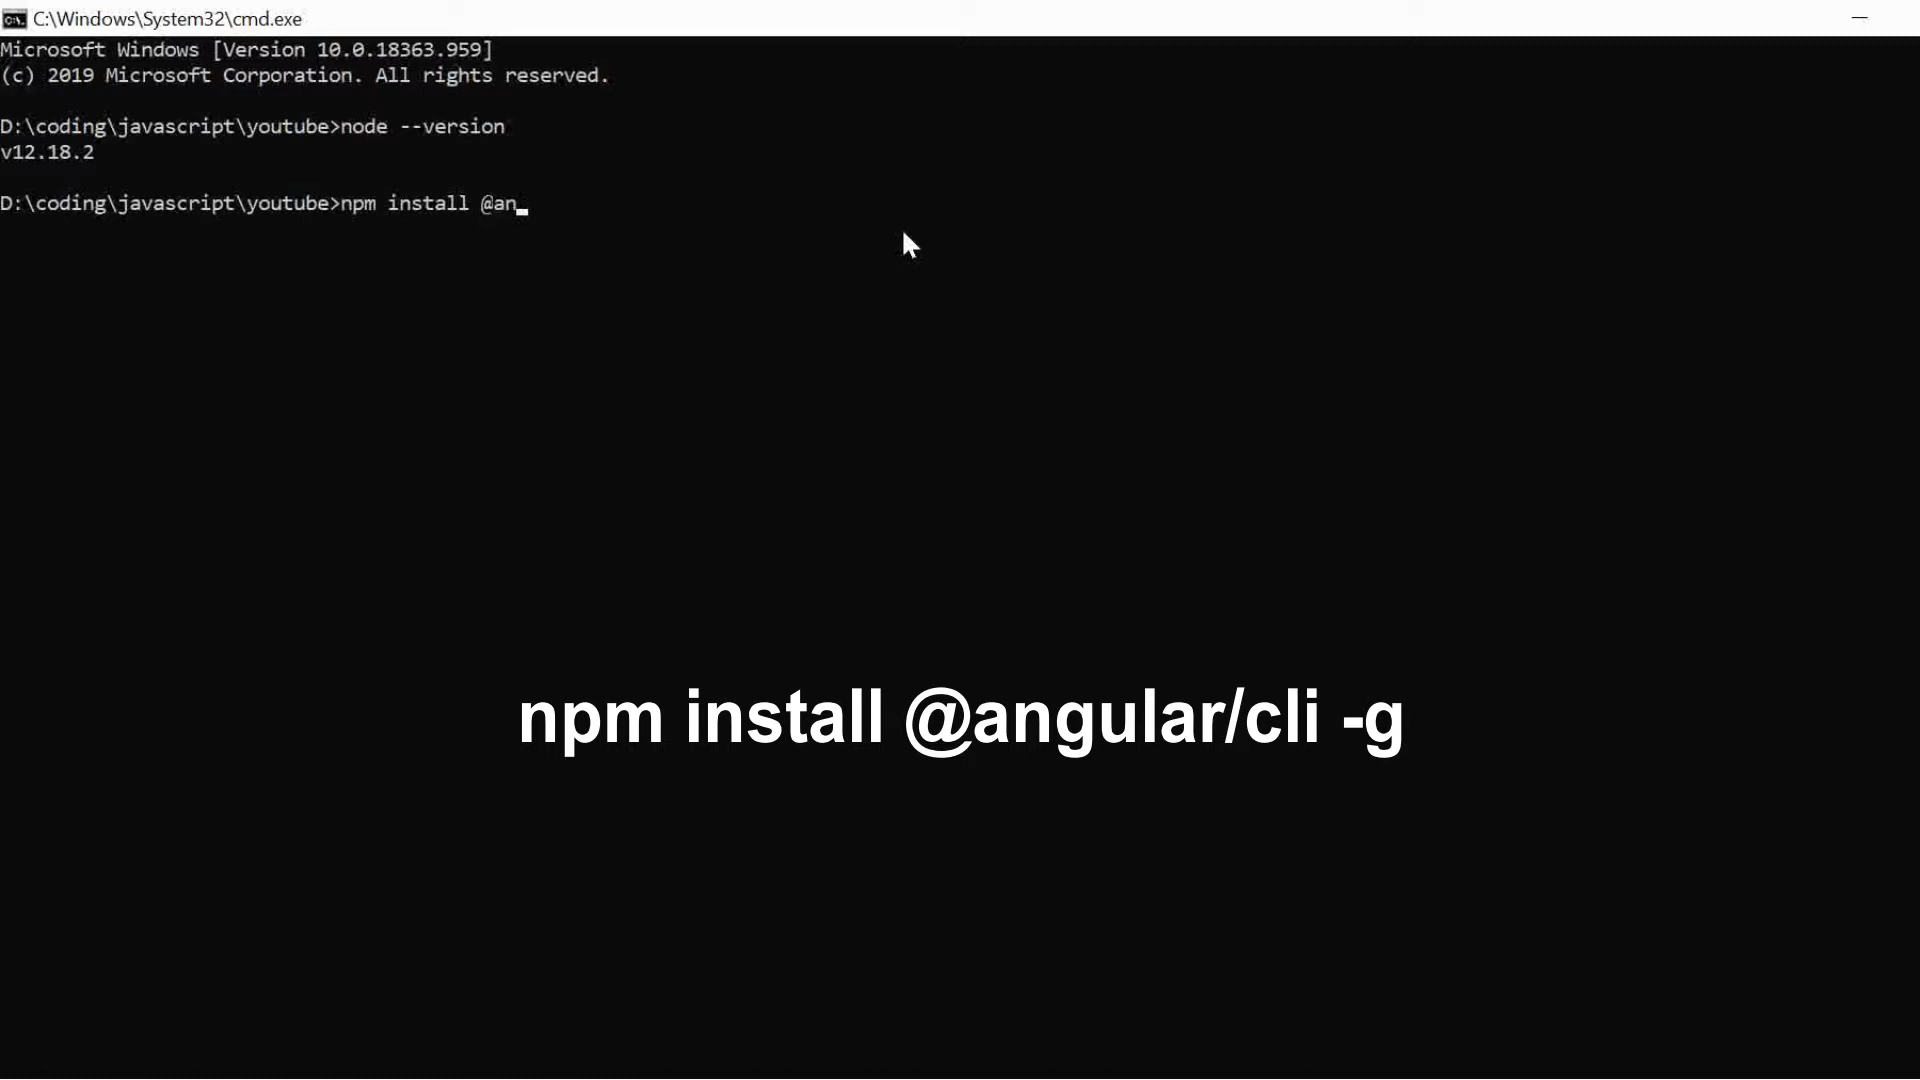 C:\Windows\System32\cmd.exe
Microsoft Windows [Version 10.0.18363.959]
(c) 2019 Microsoft Corporation. All rights reserved.
D:\coding\javascript\youtube>node --version
v12.18.2
D:\coding\javascript\youtube>npm install @an_
npm install @angular/cli -g